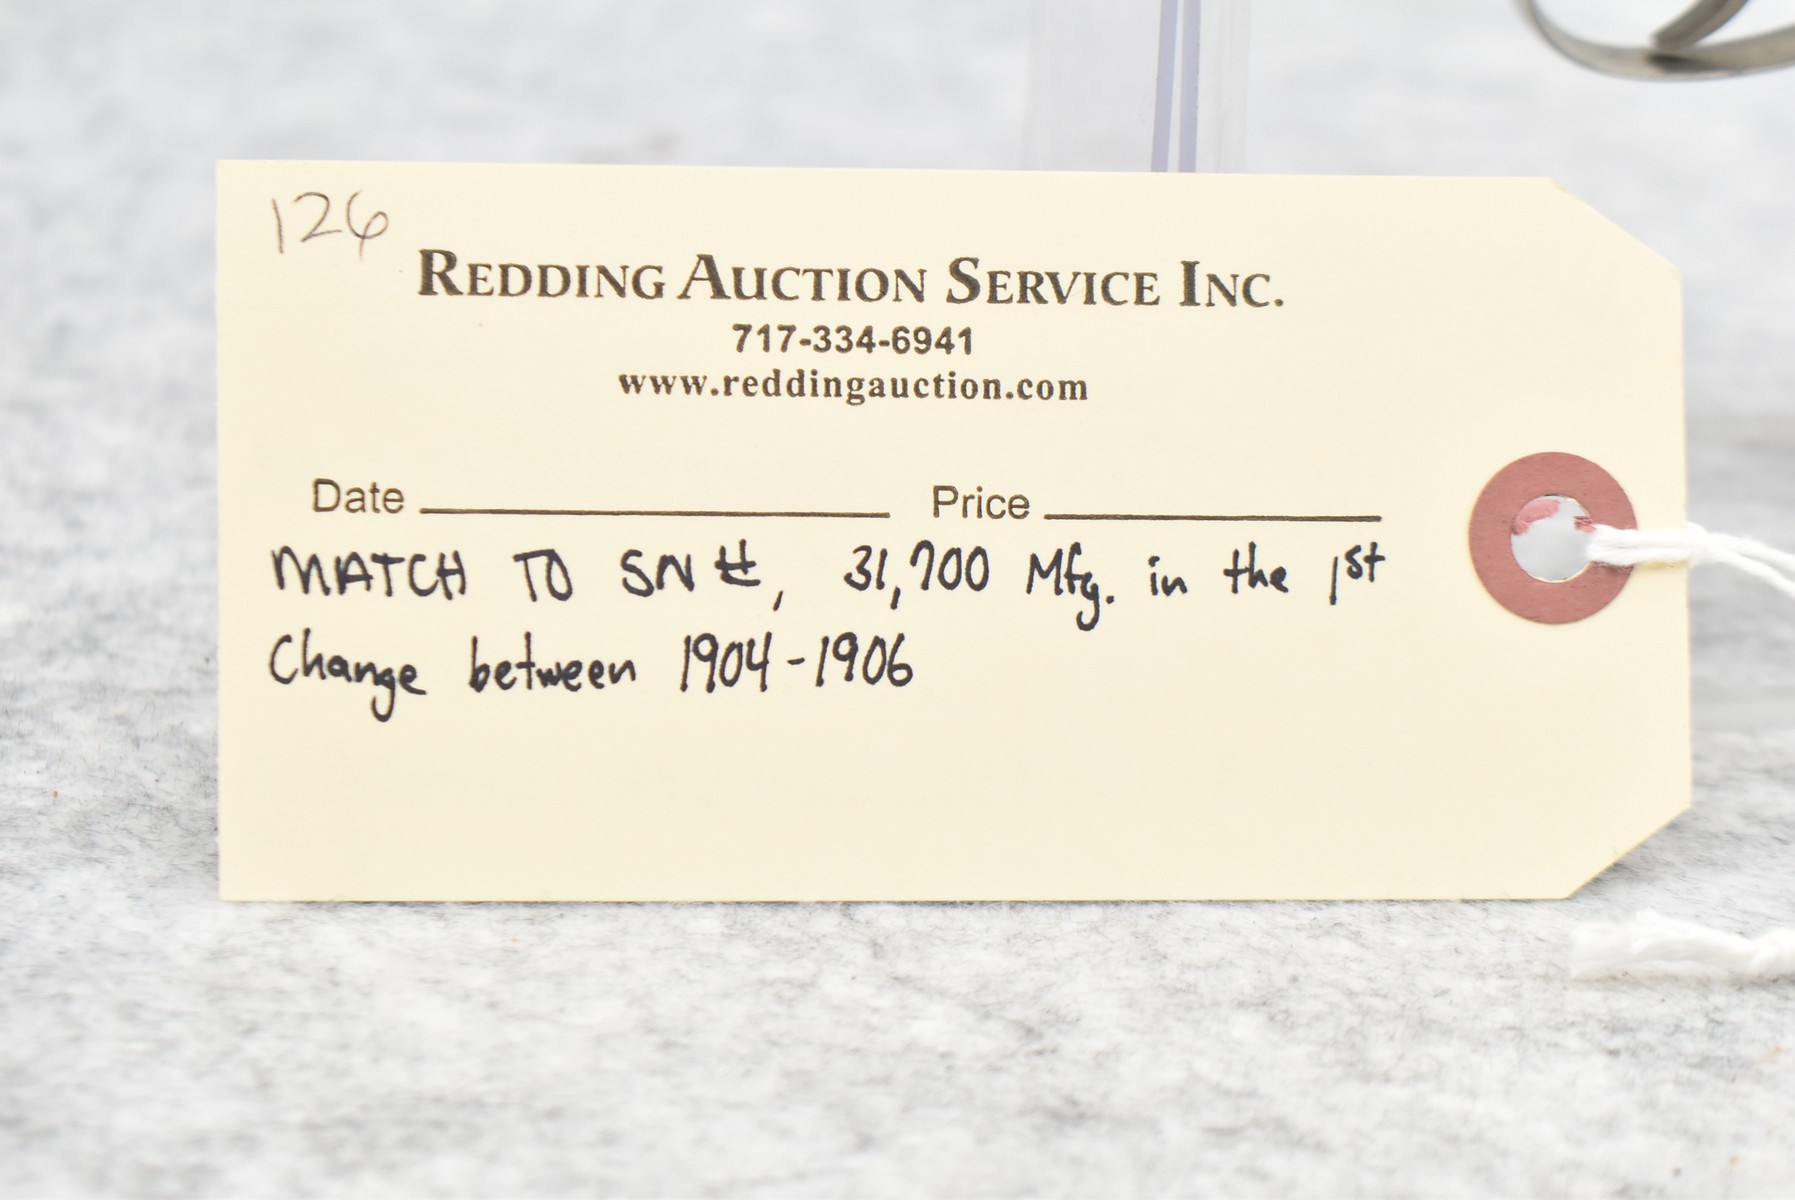 126
REDDING AUCTION SERVICE INC.
717-334-6941
www.reddingauction.com
Date Price
MATCH TO SN #, 31,700 Mfg. in the 1st
Change between 1904-1906